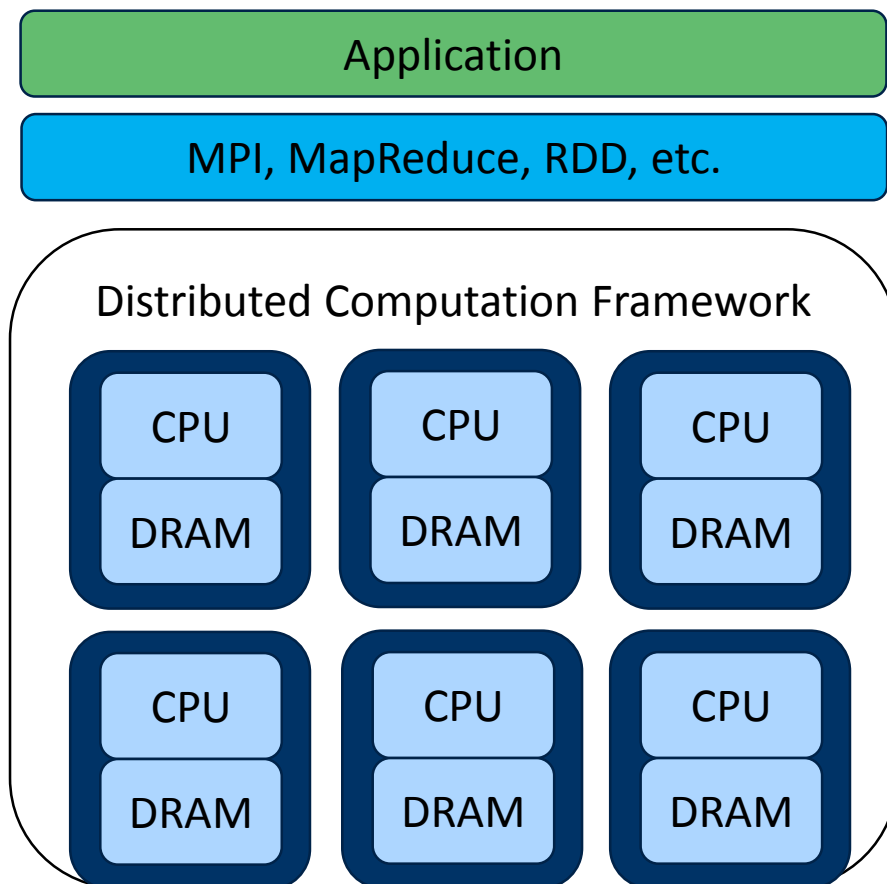 Application
MPI, MapReduce, RDD, etc.
Distributed Computation Framework
CPU
DRAM
CPU
DRAM
CPU
DRAM
CPU
DRAM
CPU
DRAM
CPU
DRAM